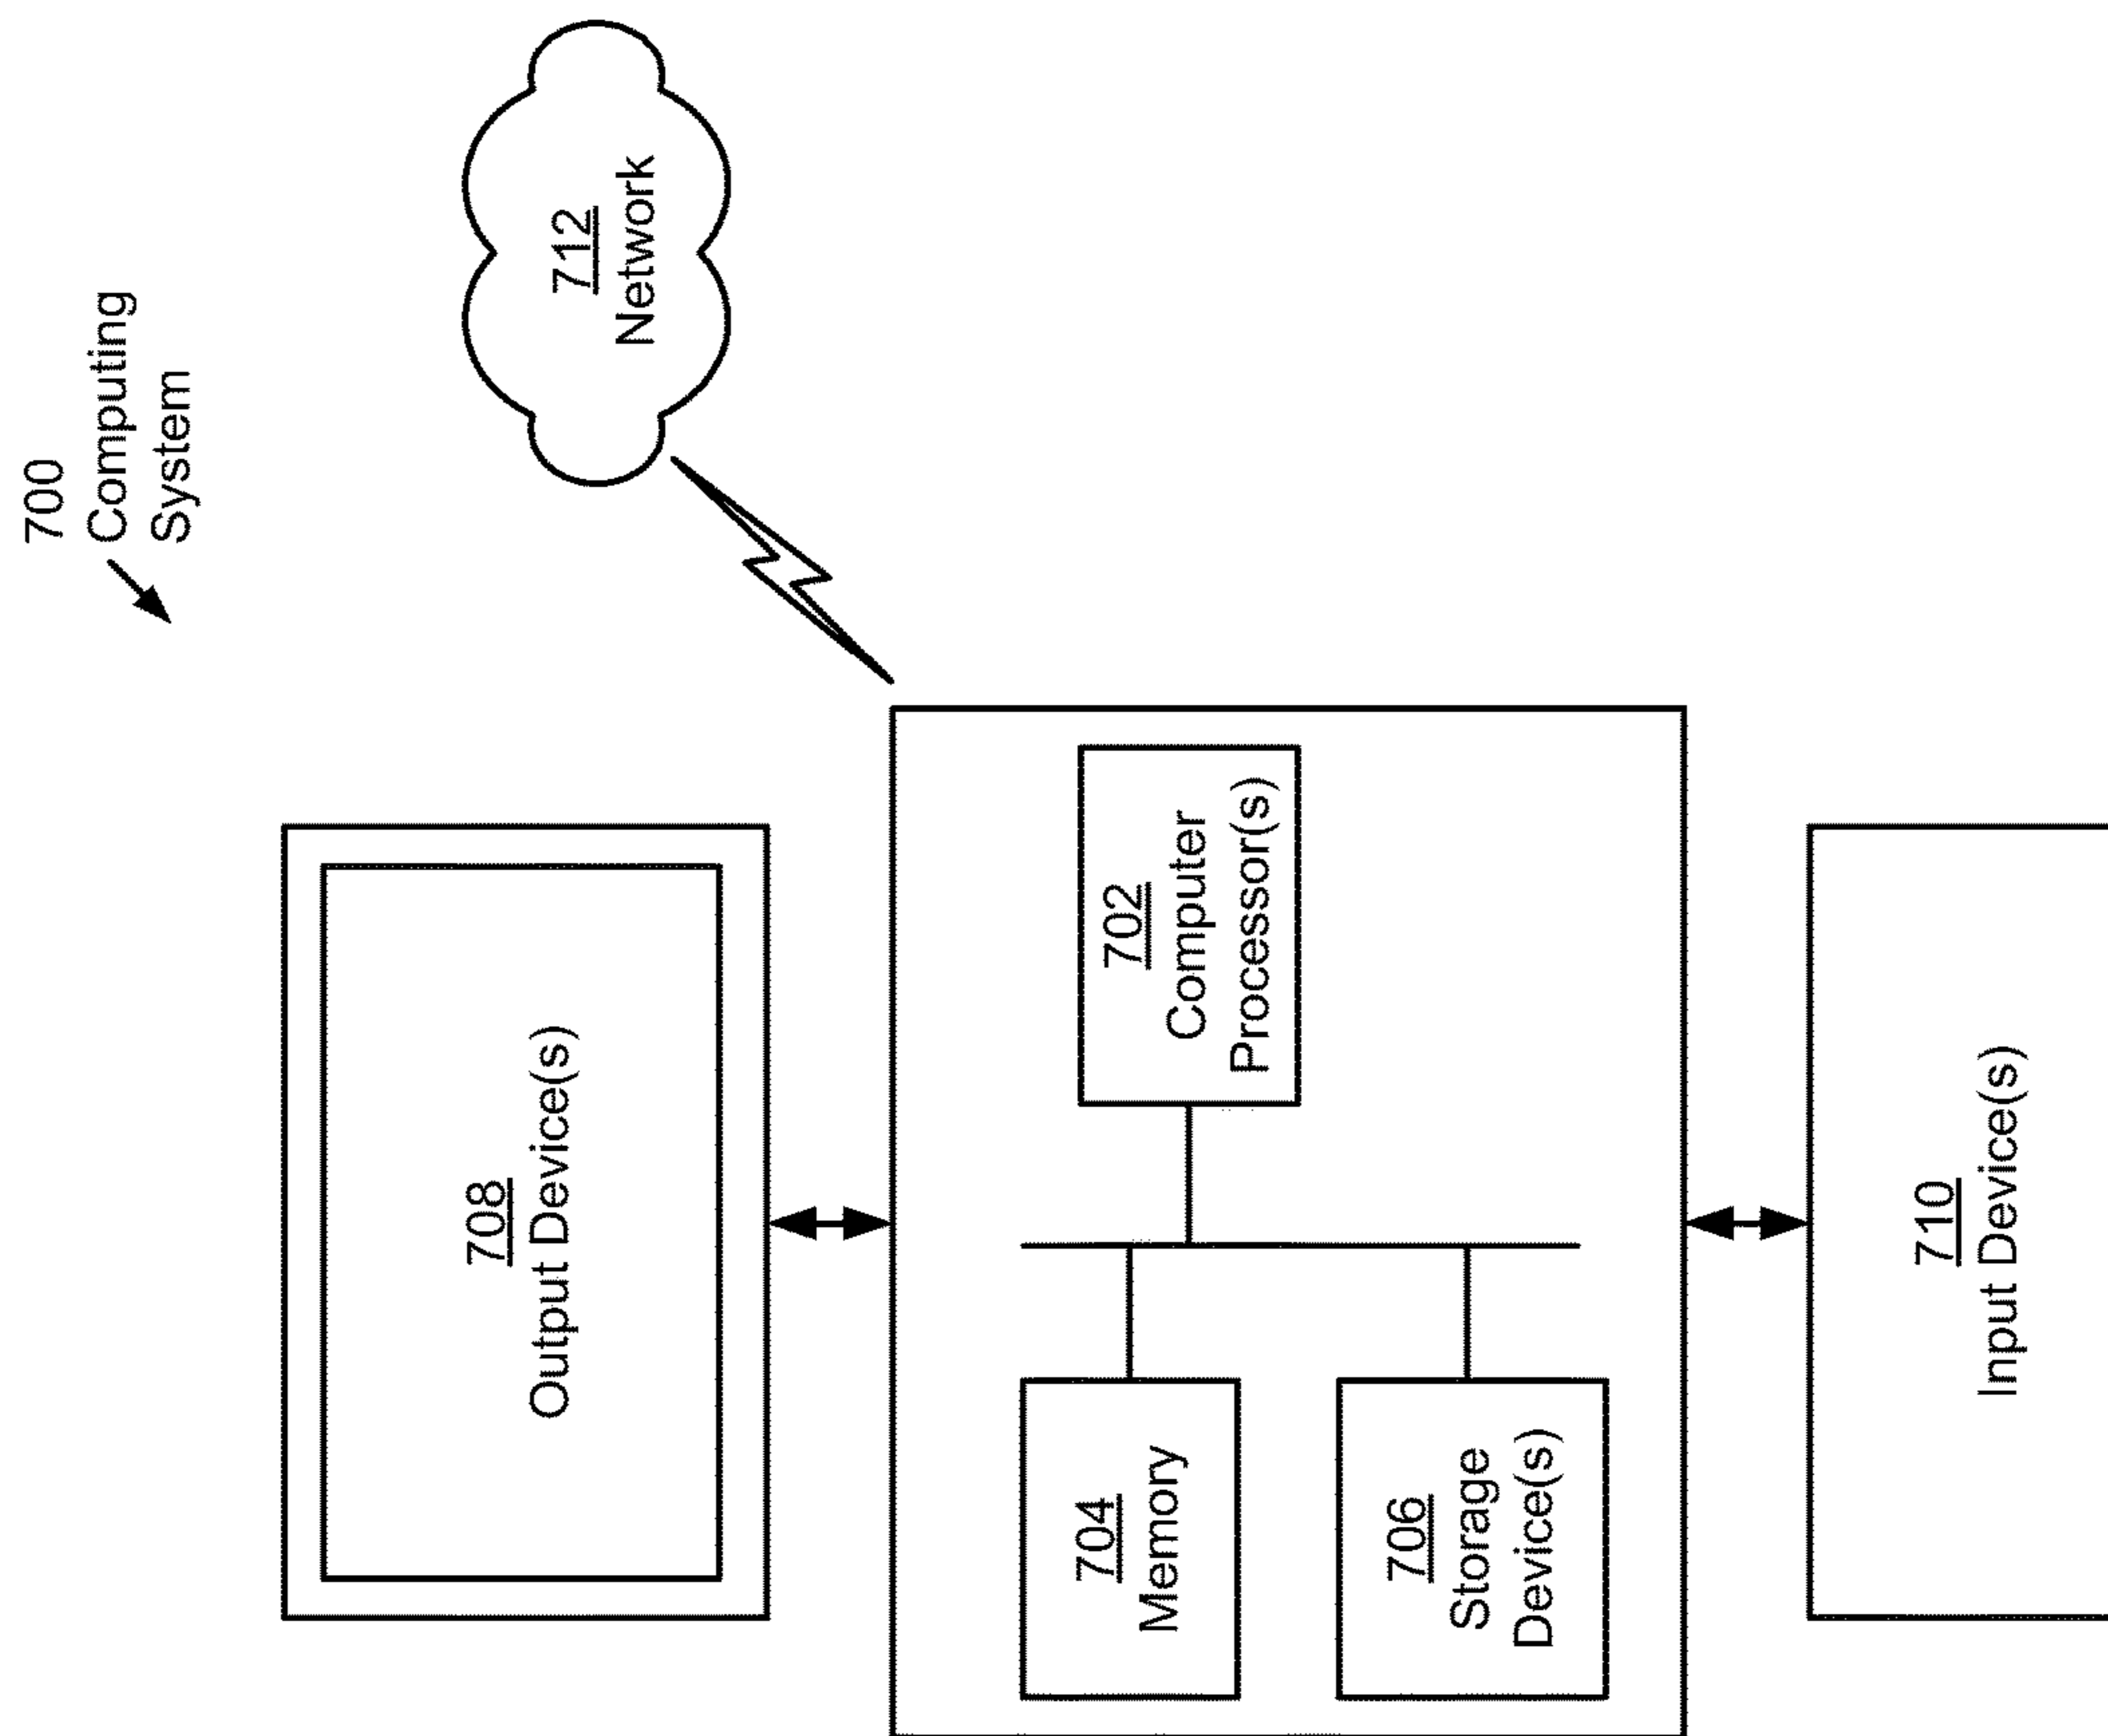 700
Computing
System
712
Network
708
Output Device(s)
702
Computer
Processor(s)
704
Memory
706
Storage
Device(s)
710
Input Device(s)